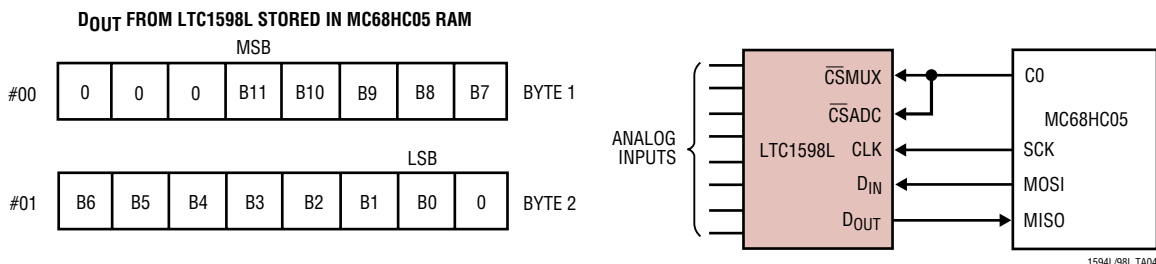 DOUT FROM LTC1598L STORED IN MC68HC05 RAM
MSB
#00 0 0 0 B11 B10 B9 B8 B7 BYTE 1
LSB
#01 B6 B5 B4 B3 B2 B1 B0 0 BYTE 2
ANALOG
INPUTS
CSMUX
CSADC
LTC1598L CLK
DIN
DOUT
C0
MC68HC05
SCK
MOSI
MISO
1594L/98L TA04